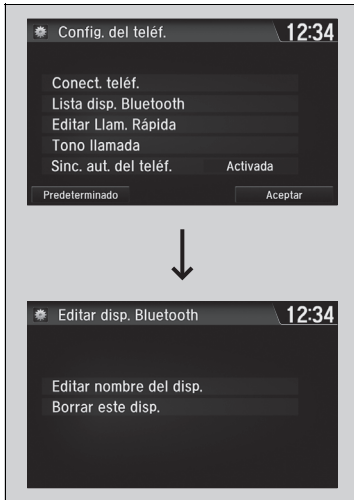 Config. del teléf.
12:34
Conect. teléf.
Lista disp. Bluetooth
Editar Llam. Rápida
Tono llamada
Sinc. aut. del teléf. Activada
Predeterminado Aceptar
Editar disp. Bluetooth
12:34
Editar nombre del disp.
Borrar este disp.